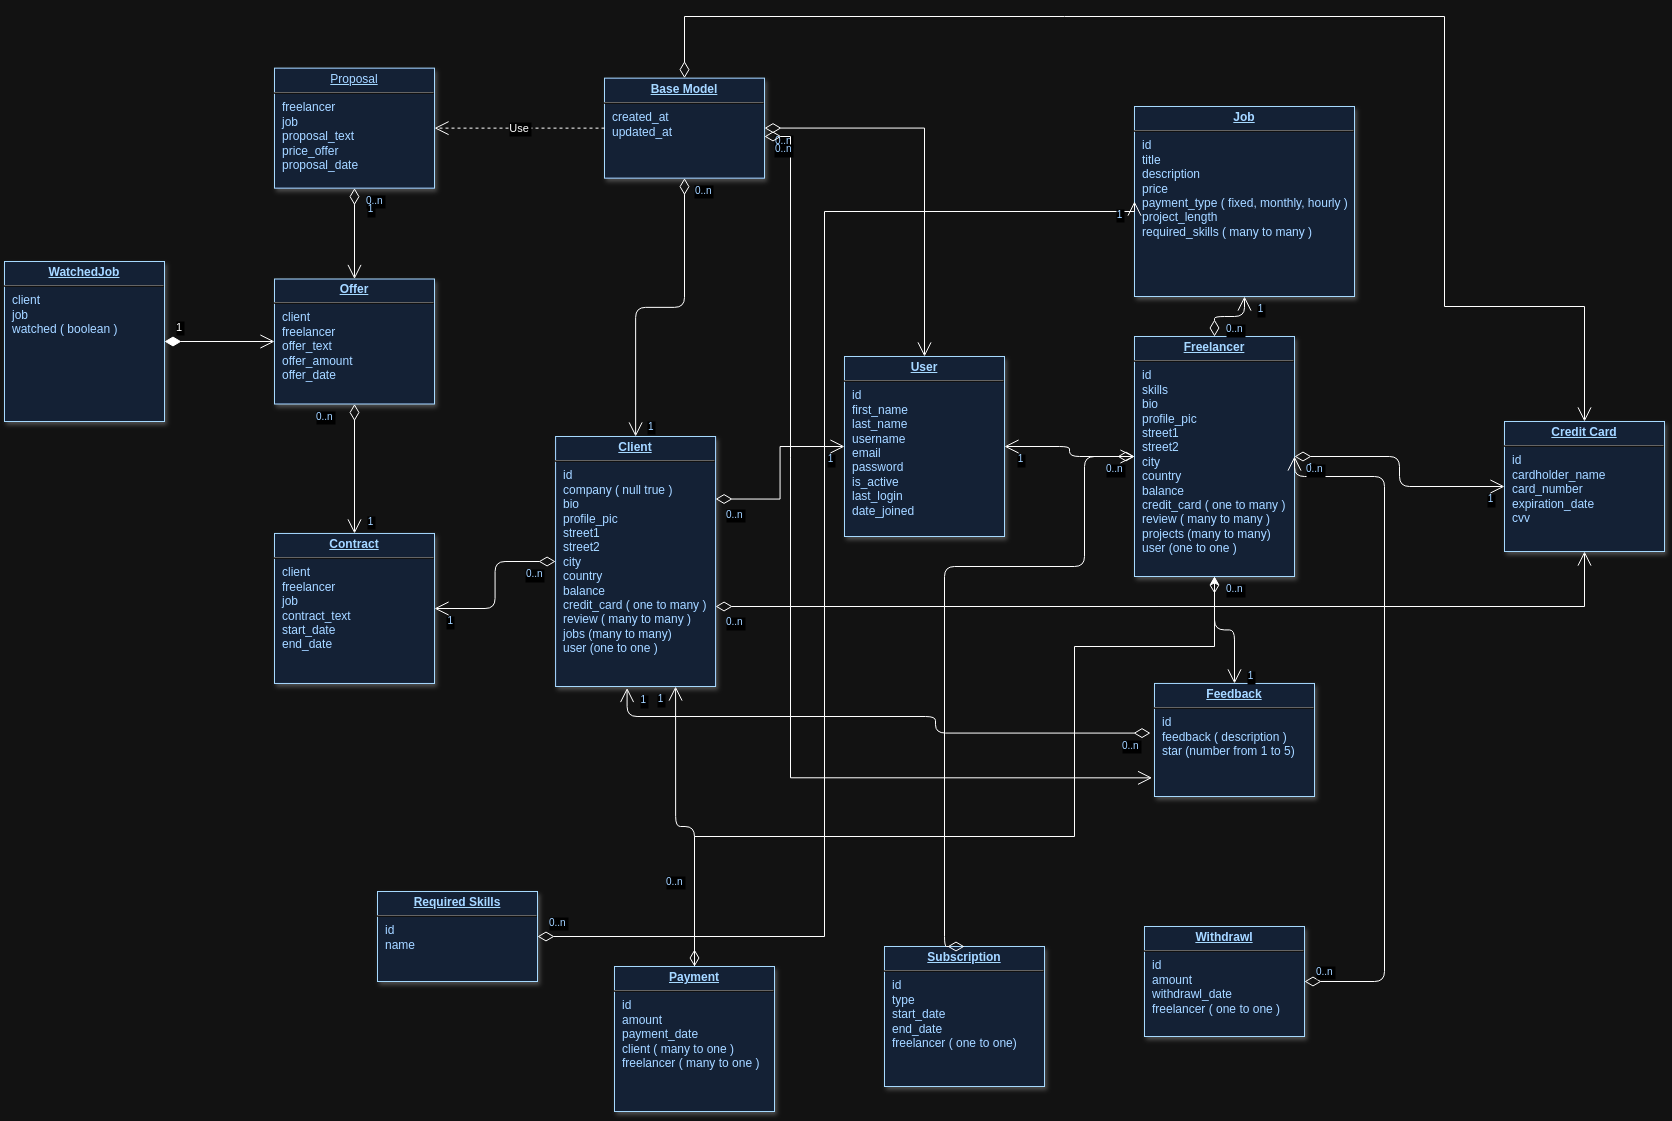 Proposal
freelancer
job
proposal_text
price_offer
proposal_date
0..n
1
Use
Base Model
created_at
updated_at
0..n
0..n
0..n
Job
id
title
description
price
payment_type ( fixed, monthly, hourly )
project_length
required_skills ( many to many )
1
WatchedJob
client
job
watched ( boolean )
1
Offer
client
freelancer
offer_text
offer_amount
offer_date
0..n
1
Contract
client
freelancer
job
contract_text
start_date
end_date
0..n
1
1
Client
id
company ( null true )
bio
profile_pic
street1
street2
city
country
balance
credit_card ( one to many )
review ( many to many )
jobs (many to many)
user (one to one )
0..n
0..n
1
1
User
id
first_name
last_name
username
email
password
is_active
last_login
date_joined
1
1
0..n
1
0..n
Freelancer
id
skills
bio
profile_pic
street1
street2
city
country
balance
credit_card ( one to many )
review ( many to many )
projects (many to many)
user (one to one )
0..n
0..n
1
Credit Card
id
cardholder_name
card_number
expiration_date
cvv
1
Feedback
id
feedback ( description )
star (number from 1 to 5)
0..n
0..n
Required Skills
id
name
0..n
Payment
id
amount
payment_date
client ( many to one )
freelancer ( many to one )
Subscription
id
type
start_date
end_date
freelancer ( one to one)
Withdrawl
id
amount
withdrawl_date
freelancer ( one to one )
0..n